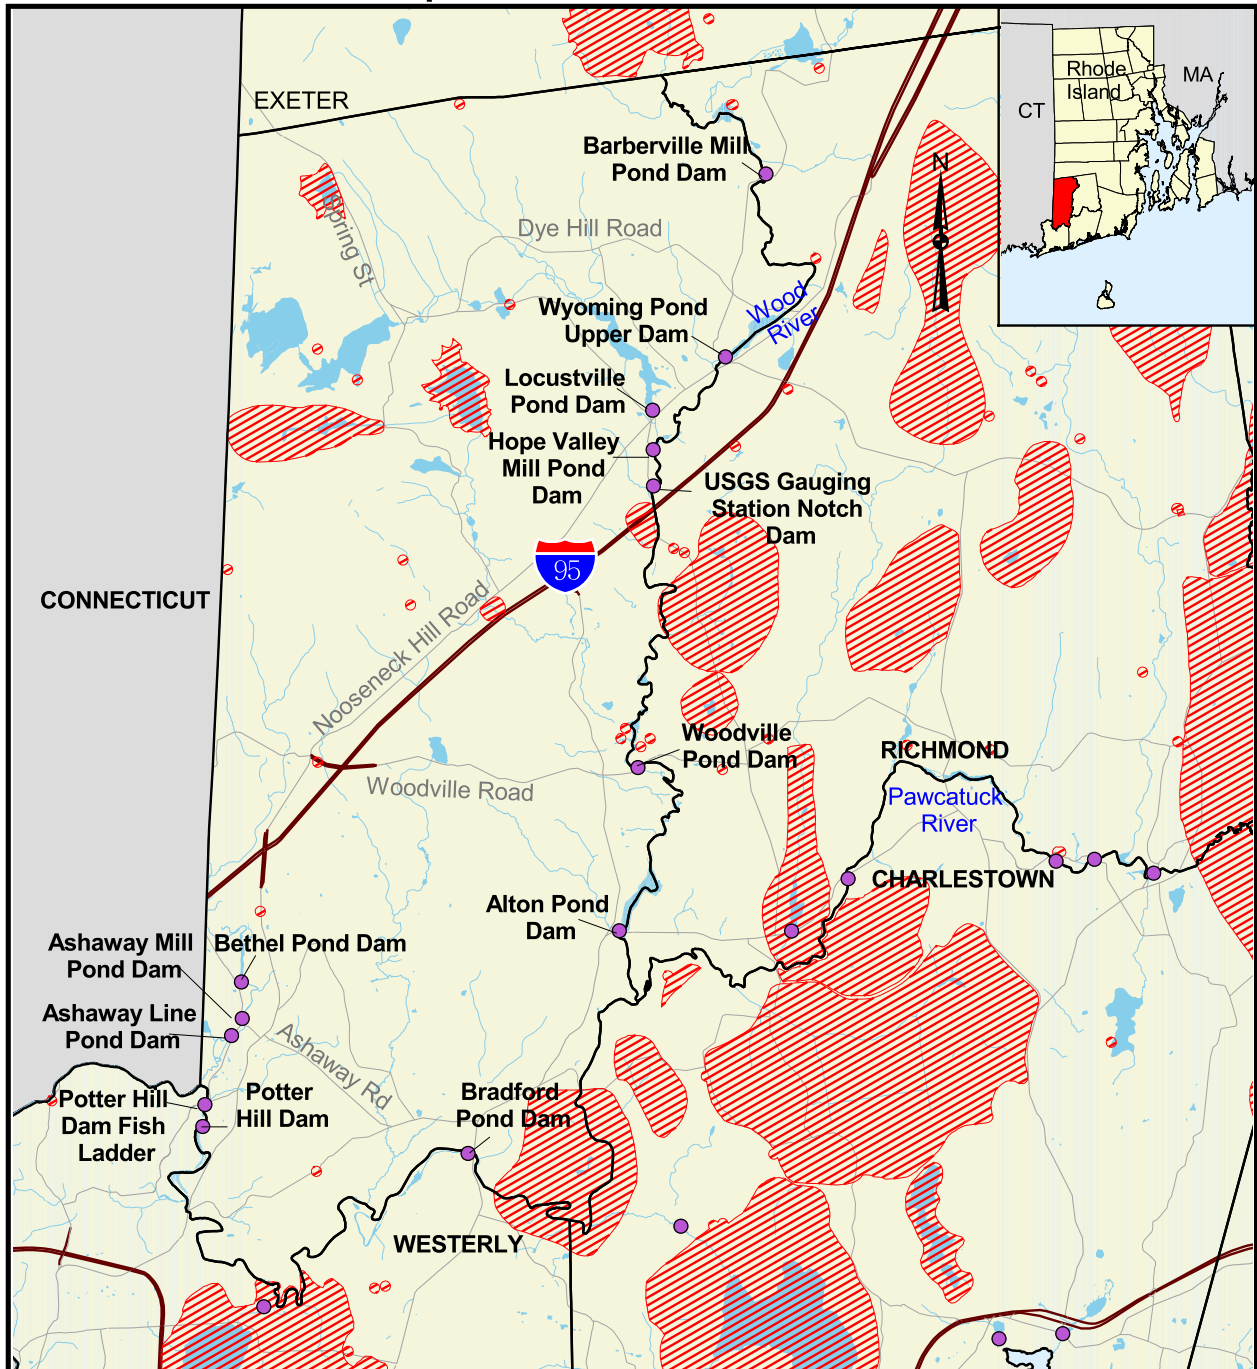 EXETER
Rhode
Island
MA
CT
N
Barberville Mill
Pond Dam
Spring St
Dye Hill Road
Wyoming Pond
Upper Dam
Wood
River
Locustville
Pond Dam
Hope Valley
Mill Pond
Dam
USGS Gauging
Station Notch
Dam
95
CONNECTICUT
Nooseneck Hill Road
Woodville
Pond Dam
RICHMOND
Woodville Road
Pawcatuck
River
CHARLESTOWN
Alton Pond
Dam
Ashaway Mill
Pond Dam
Bethel Pond Dam
Ashaway Line
Pond Dam
Ashaway Rd
Potter Hill
Dam Fish
Ladder
Potter
Hill Dam
Bradford
Pond Dam
WESTERLY